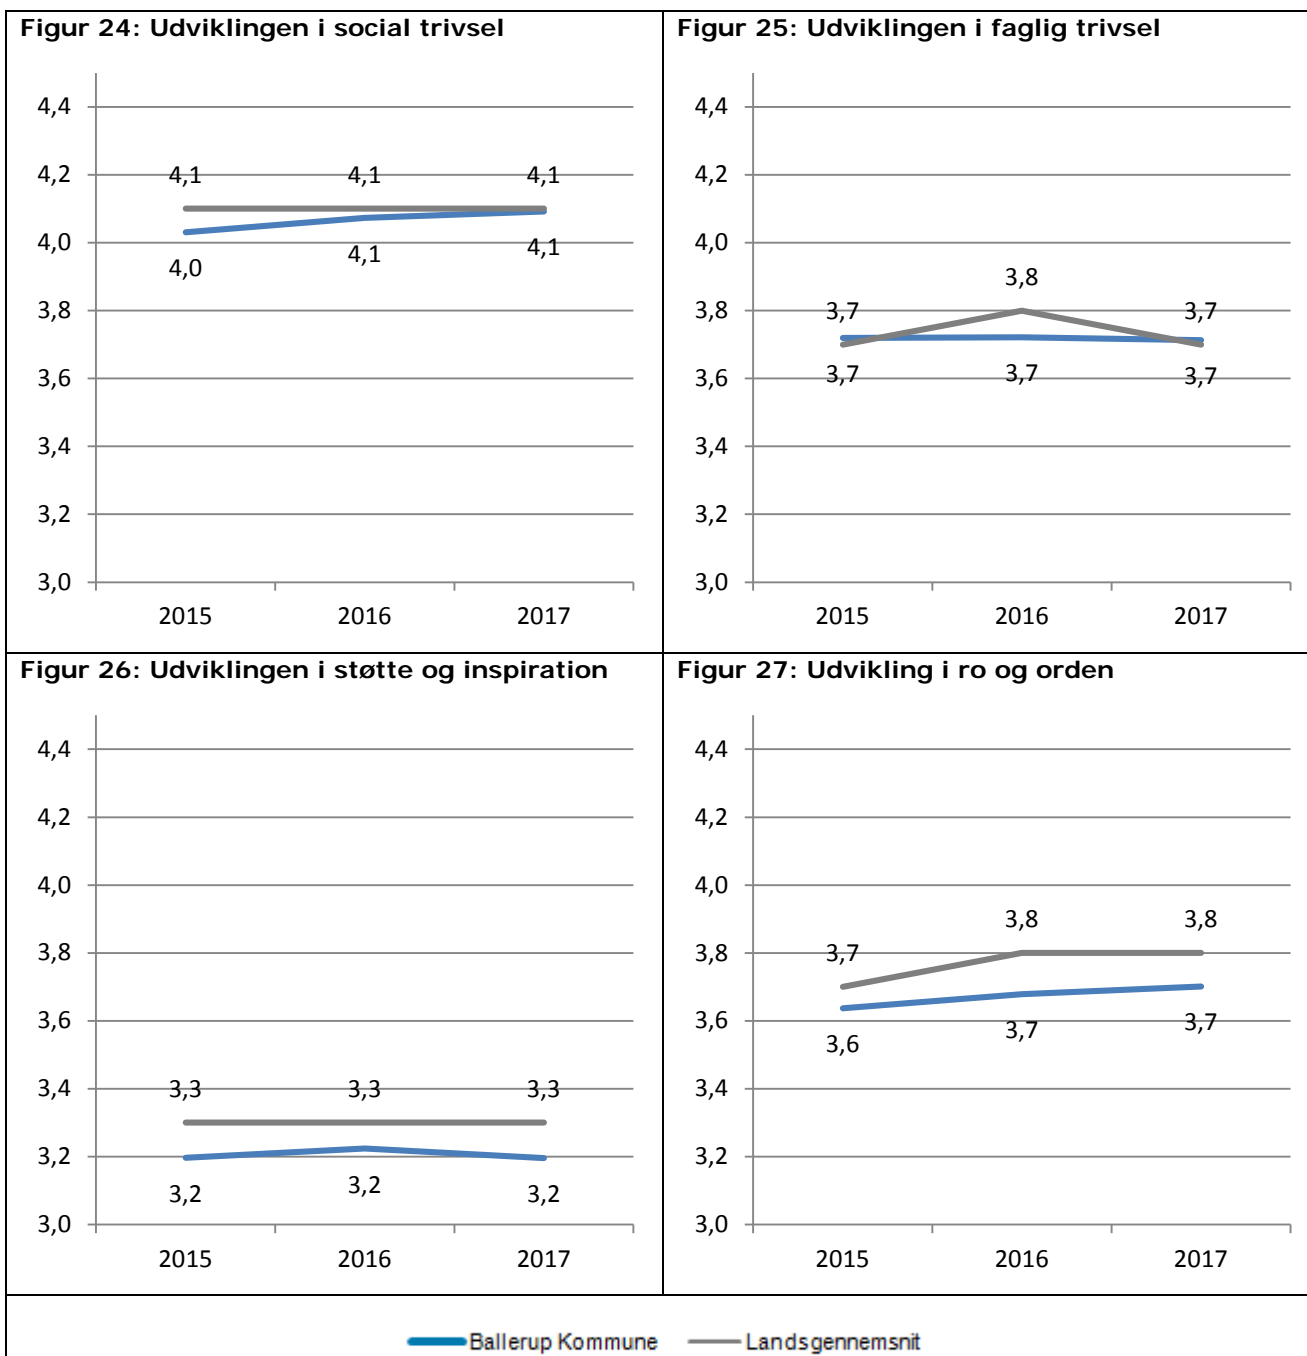 Figur 24: Udviklingen i social trivsel
4,4
4,2
4,0
3,8
3,6
3,4
3,2
3,0
4,1 4,1 4,1
4,0 4,1 4,1
2015 2016 2017
Figur 25: Udviklingen i faglig trivsel
4,4
4,2
4,0
3,8
3,6
3,4
3,2
3,0
3,7 3,8 3,7
3,7 3,7 3,7
2015 2016 2017
Figur 26: Udviklingen i støtte og inspiration
4,4
4,2
4,0
3,8
3,6
3,4
3,2
3,0
3,3 3,3 3,3
3,2 3,2 3,2
2015 2016 2017
Figur 27: Udvikling i ro og orden
4,4
4,2
4,0
3,8
3,6
3,4
3,2
3,0
3,7 3,8 3,8
3,6 3,7 3,7
2015 2016 2017
Ballerup Kommune Landsgennemsnit